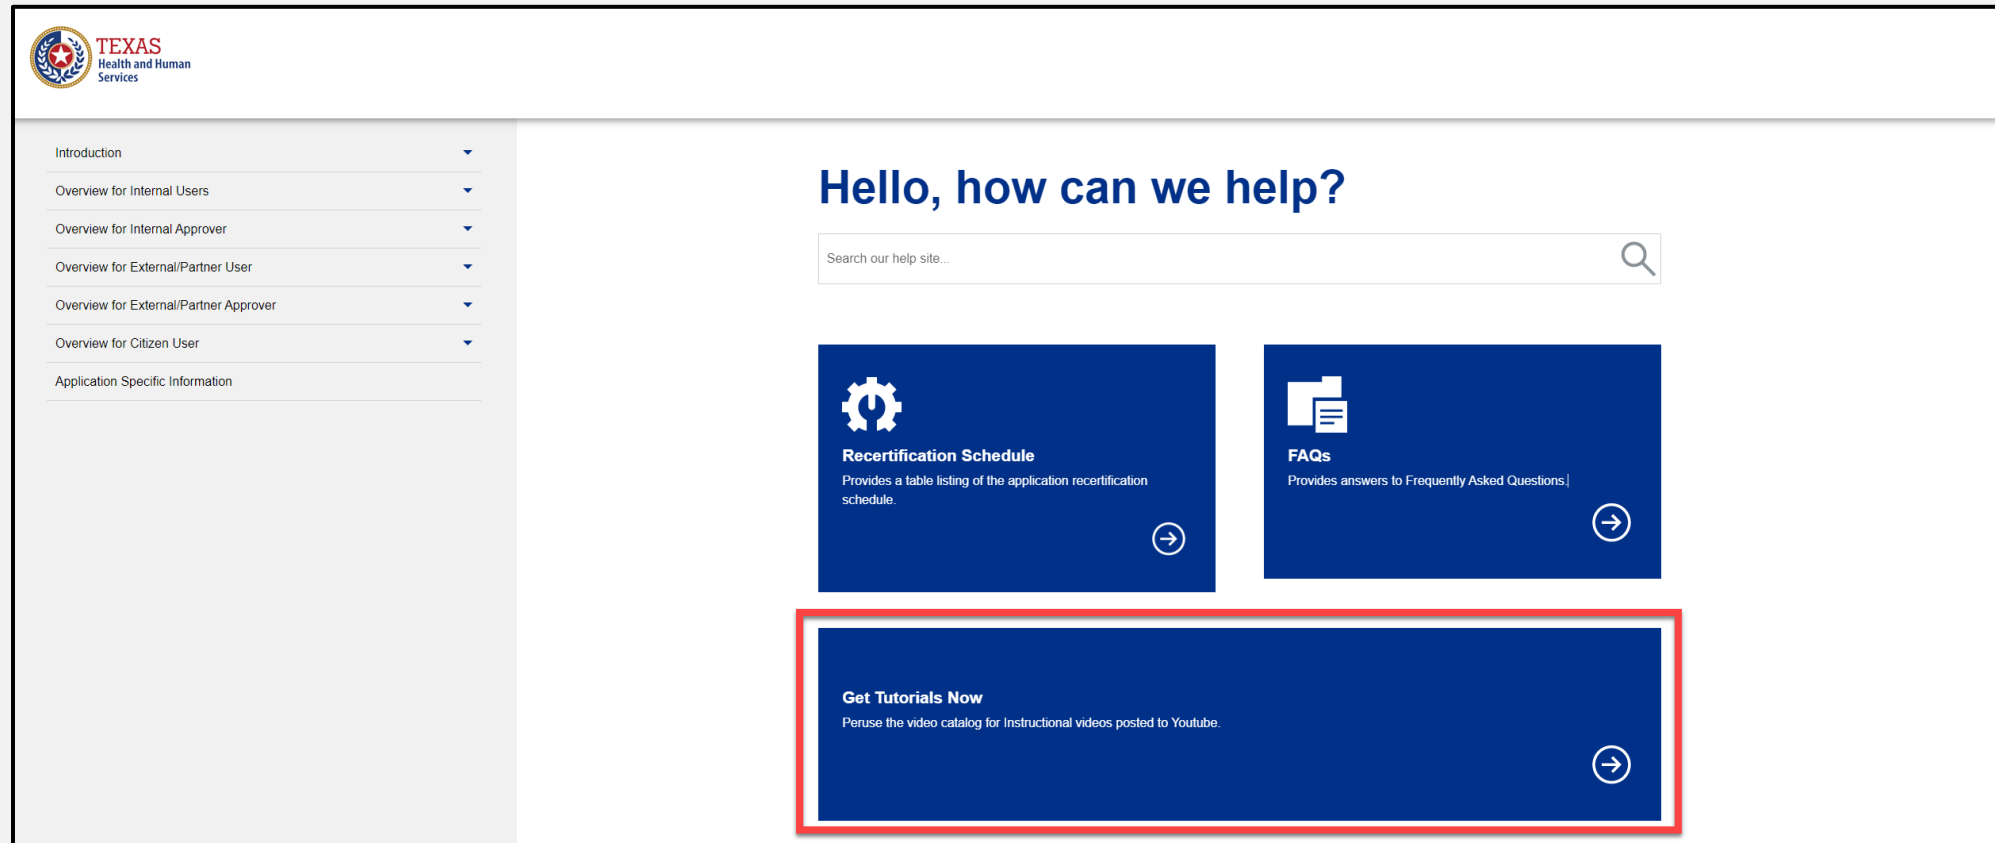 TEXAS
Health and Human
Services
Introduction
Overview for Internal Users
Overview for Internal Approver
Overview for External/Partner User
Overview for External/Partner Approver
Overview for Citizen User
Application Specific Information
Hello, how can we help?
Search our help site...
Recertification Schedule
Provides a table listing of the application recertification
schedule.
FAQs
Provides answers to Frequently Asked Questions.
Get Tutorials Now
Peruse the video catalog for Instructional videos posted to Youtube.